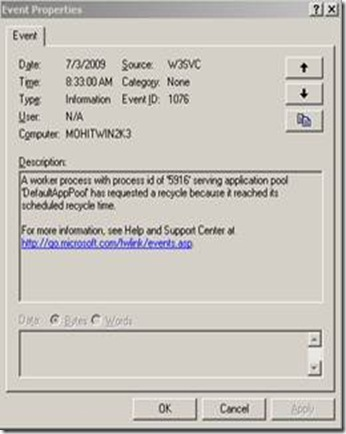 Event Properties
Event
Date: 7/3/2009 Source: W3SVC
Time: 8:33:00 AM Category: None
Type: Information Event ID: 1076
User: N/A
Computer: MOHITWIN2K3
Description:
A worker process with process id of '5916' serving application pool
'DefaultAppPool' has requested a recycle because it reached its
scheduled recycle time.
For more information, see Help and Support Center at
http://go.microsoft.com/fwlink/events.asp.
Data: Bytes Words
OK Cancel Apply